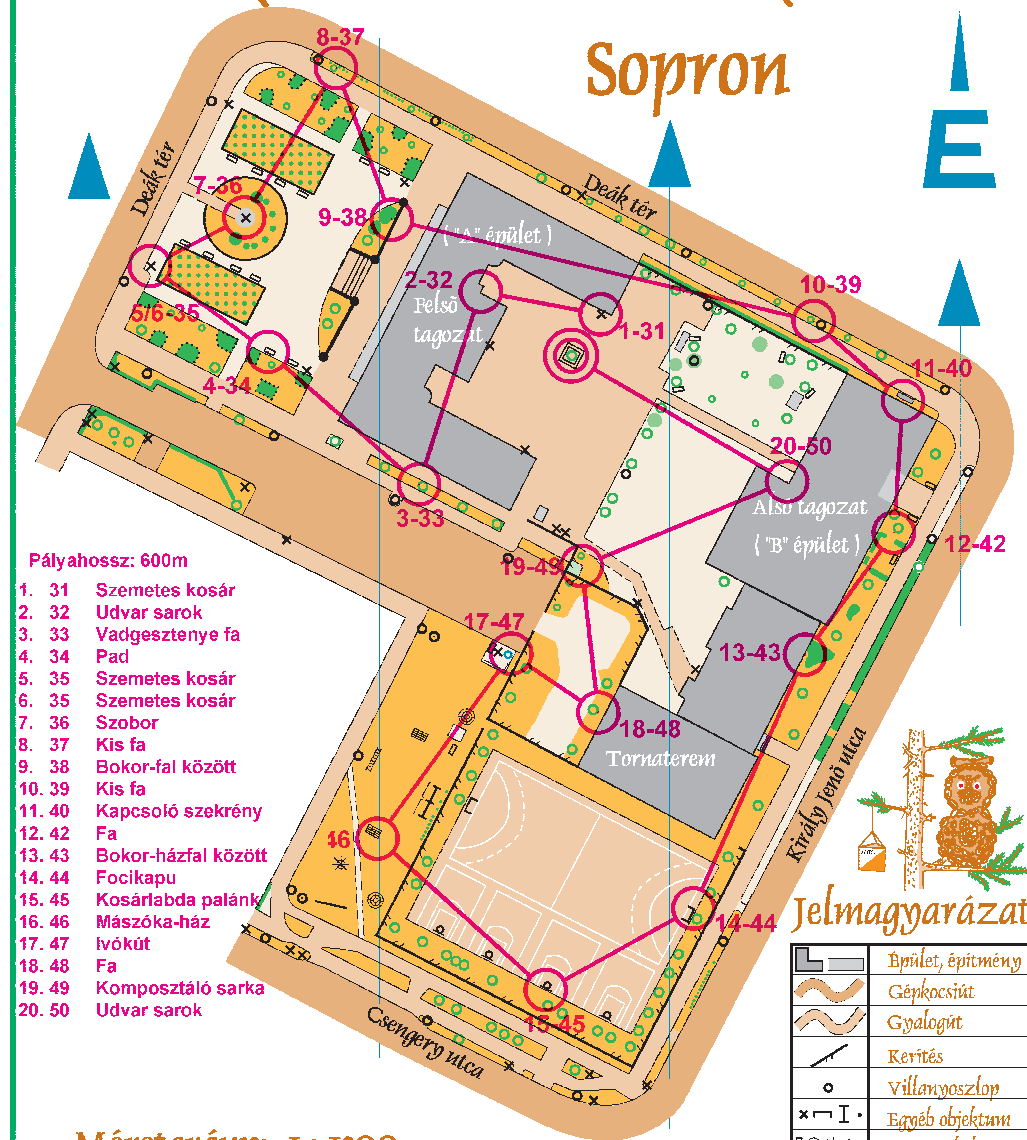 Sopron
É
8-37
Deák tér
Deák tér
7-36
9-38
( "A" épület )
2-32
Felső
tagozat
1-31
10-39
5/6-35
4-34
11-40
20-50
Alsó tagozat
( "B" épület )
3-33
12-42
19-49
17-47
13-43
18-48
Tornaterem
Király Jenő utca
46
14-44
15-45
Csengery utca
Pályahossz: 600m
1. 31 Szemetes kosár
2. 32 Udvar sarok
3. 33 Vadgesztenye fa
4. 34 Pad
5. 35 Szemetes kosár
6. 35 Szemetes kosár
7. 36 Szobor
8. 37 Kis fa
9. 38 Bokor-fal között
10. 39 Kis fa
11. 40 Kapcsoló szekrény
12. 42 Fa
13. 43 Bokor-házfal között
14. 44 Focikapu
15. 45 Kosárlabda palánk
16. 46 Mászóka-ház
17. 47 Ivókút
18. 48 Fa
19. 49 Komposztáló sarka
20. 50 Udvar sarok
Jelmagyarázat
Épület, építmény
Gépkocsiút
Gyalogút
Kerítés
Villanyoszlop
Egyéb objektum